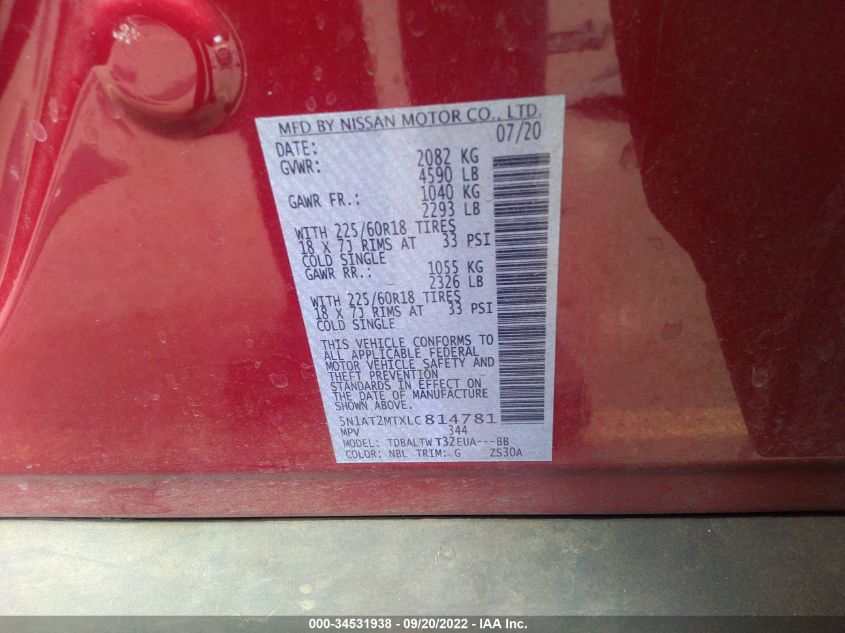 MFD BY NISSAN MOTOR CO., LTD.
DATE: 07/20
GVWR: 2082 KG
4590 LB
GAWR FR.: 1040 KG
2293 LB
WITH 225/60R18 TIRES
18 X 7J RIMS AT 33 PSI
COLD SINGLE
GAWR RR.: 1055 KG
2326 LB
WITH 225/60R18 TIRES
18 X 7J RIMS AT 33 PSI
COLD SINGLE
THIS VEHICLE CONFORMS TO
ALL APPLICABLE FEDERAL
MOTOR VEHICLE SAFETY AND
THEFT PREVENTION
STANDARDS IN EFFECT ON
THE DATE OF MANUFACTURE
SHOWN ABOVE.
5N1AT2MTXLC814781
MPV 344
MODEL: TDBALTWT32EUA---BB
COLOR: NBL TRIM: G ZS30A
000-34531938 - 09/20/2022 - IAA Inc.